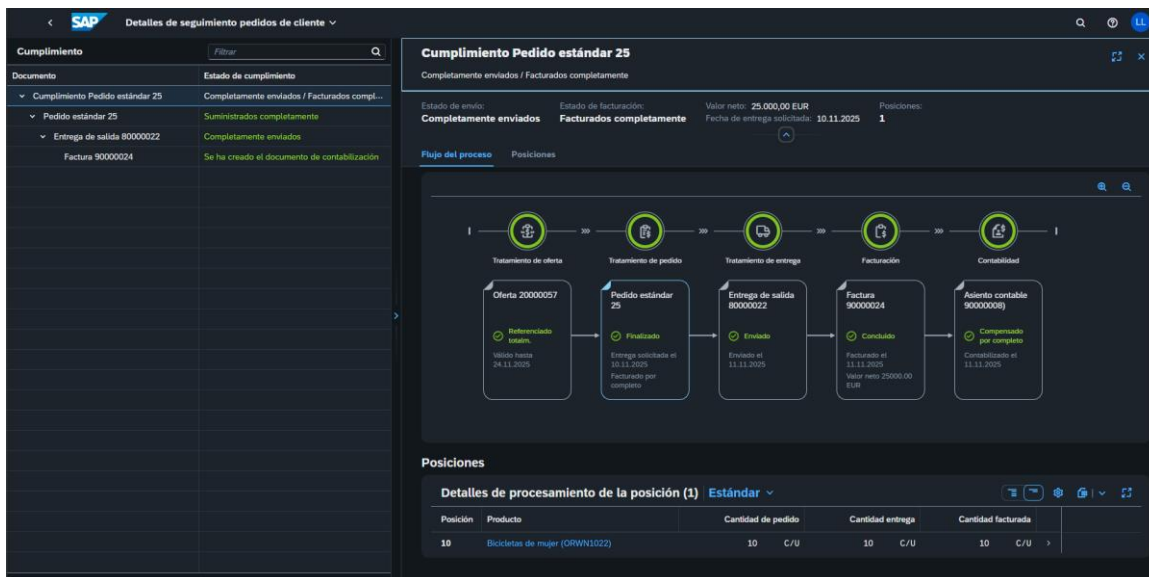 SAP Detalles de seguimiento pedidos de cliente LL
Cumplimiento Filtrar
Documento Estado de cumplimiento
Cumplimiento Pedido estándar 25 Completamente enviados / Facturados compl...
Pedido estándar 25 Suministrados completamente
Entrega de salida 80000022 Completamente enviados
Factura 90000024 Se ha creado el documento de contabilización
Cumplimiento Pedido estándar 25
Completamente enviados / Facturados completamente
Estado de envío: Estado de facturación: Valor neto: 25.000,00 EUR Posiciones:
Completamente enviados Facturados completamente Fecha de entrega solicitada: 10.11.2025 1
Flujo del proceso Posiciones
Tratamiento de oferta Tratamiento de pedido Tratamiento de entrega Facturación Contabilidad
Oferta 20000057
Referenciado
totalm.
Válido hasta
24.11.2025
Pedido estándar
25
Finalizado
Entrega solicitada el
10.11.2025
Facturado por
completo
Entrega de salida
80000022
Enviado
Enviado el
11.11.2025
Factura
90000024
Concluido
Facturado el
11.11.2025
Valor neto 25000.00
EUR
Asiento contable
90000008)
Compensado
por completo
Contabilizado el
11.11.2025
Posiciones
Detalles de procesamiento de la posición (1) Estándar
Posición Producto Cantidad de pedido Cantidad entrega Cantidad facturada
10 Bicicletas de mujer (ORWN1022) 10 C/U 10 C/U 10 C/U